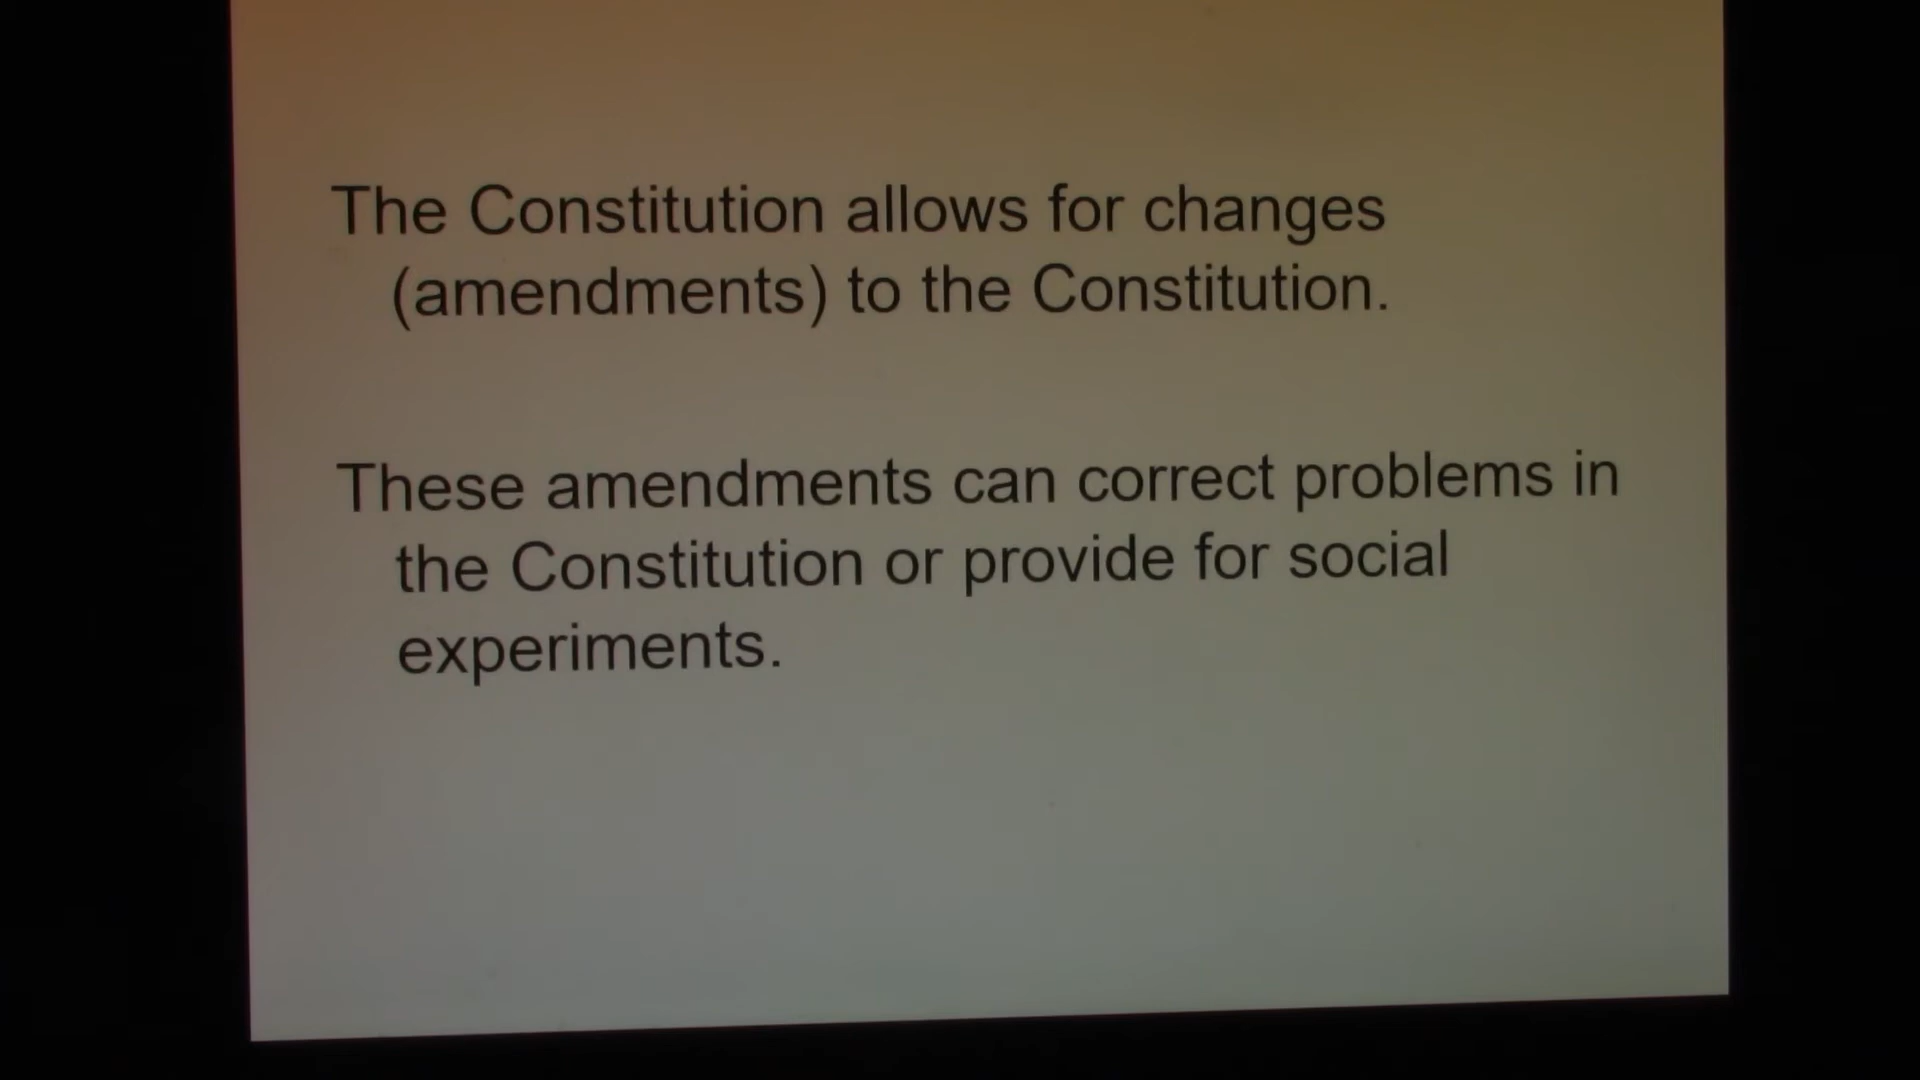 The Constitution allows for changes
(amendments) to the Constitution.
These amendments can correct problems in
the Constitution or provide for social
experiments.